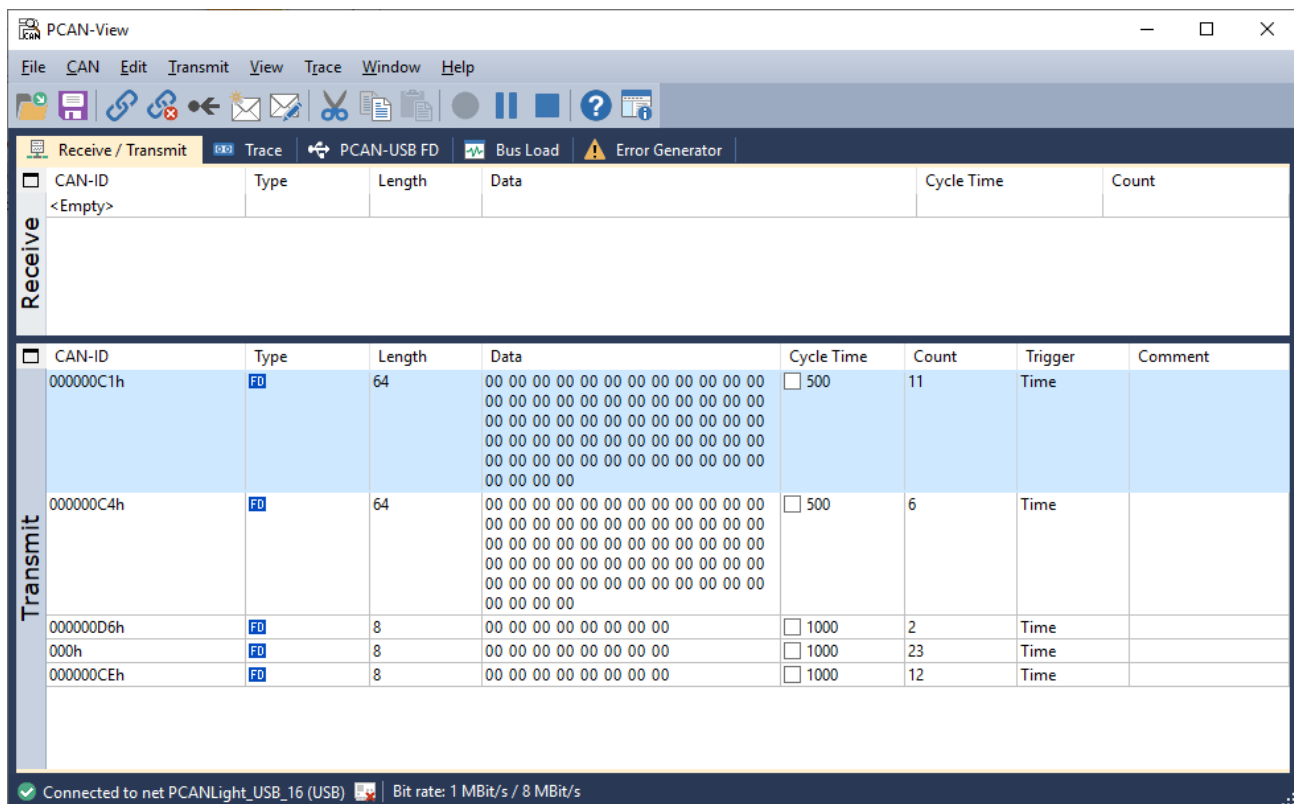 PCAN-View
File CAN Edit Transmit View Trace Window Help
Receive / Transmit Trace PCAN-USB FD Bus Load Error Generator
CAN-ID Type Length Data Cycle Time Count
<Empty>
Receive
CAN-ID Type Length Data Cycle Time Count Trigger Comment
000000C1h FD 64 00 00 00 00 00 00 00 00 00 00 00 00 500 11 Time
00 00 00 00 00 00 00 00 00 00 00 00
00 00 00 00 00 00 00 00 00 00 00 00
00 00 00 00 00 00 00 00 00 00 00 00
00 00 00 00 00 00 00 00 00 00 00 00
00 00 00 00
000000C4h FD 64 00 00 00 00 00 00 00 00 00 00 00 00 500 6 Time
00 00 00 00 00 00 00 00 00 00 00 00
00 00 00 00 00 00 00 00 00 00 00 00
00 00 00 00 00 00 00 00 00 00 00 00
00 00 00 00 00 00 00 00 00 00 00 00
00 00 00 00
Transmit
000000D6h FD 8 00 00 00 00 00 00 00 00 1000 2 Time
000h FD 8 00 00 00 00 00 00 00 00 1000 23 Time
000000CEh FD 8 00 00 00 00 00 00 00 00 1000 12 Time
Connected to net PCANLight_USB_16 (USB) Bit rate: 1 MBit/s / 8 MBit/s